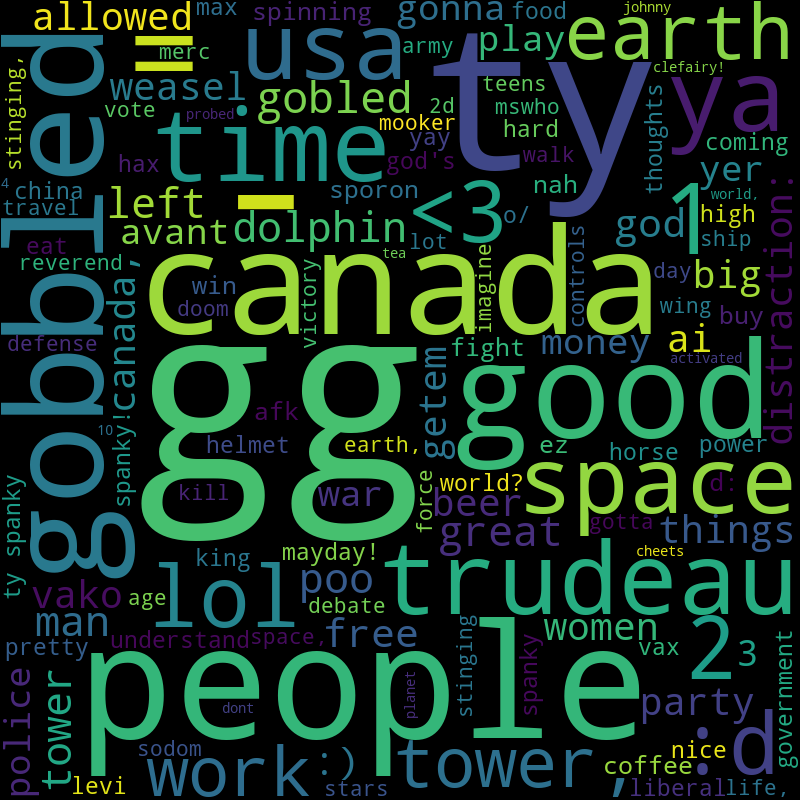 allowed
max
spinning
gonna
food
johnny
=
merc
usa
army
play
earth
clefairy!
stinging,
gobbled
weasel
gobled
2d
teens
ty
ya
vote
probed
mooker
mswho
hard
thoughts
coming
time
hax
god's
yay
walk
4
china
travel
left
-
sporon
<3
nah
yer
world,
1
distraction:
avant
dolphin
o/
god
high
ship
eat
reverend
lot
tea
canada,
canada
win
doom
victory
imagine
controls
day
big
wing
buy
defense
gg
getem
fight
money
ai
activated
good
spanky!
10
afk
helmet
earth,
ez
horse
power
ty spanky
kill
war
force
world?
space
d:
beer
gotta
great
things
king
mayday!
cheets
vako
age
lol
poo
debate
trudeau
man
understand
space,
free
stinging
spanky
women
2
vax
3
government
pretty
people
police
tower
dont
planet
party
:d
sodom
work
:)
tower,
nice
coffee
levi
stars
liberal
life,